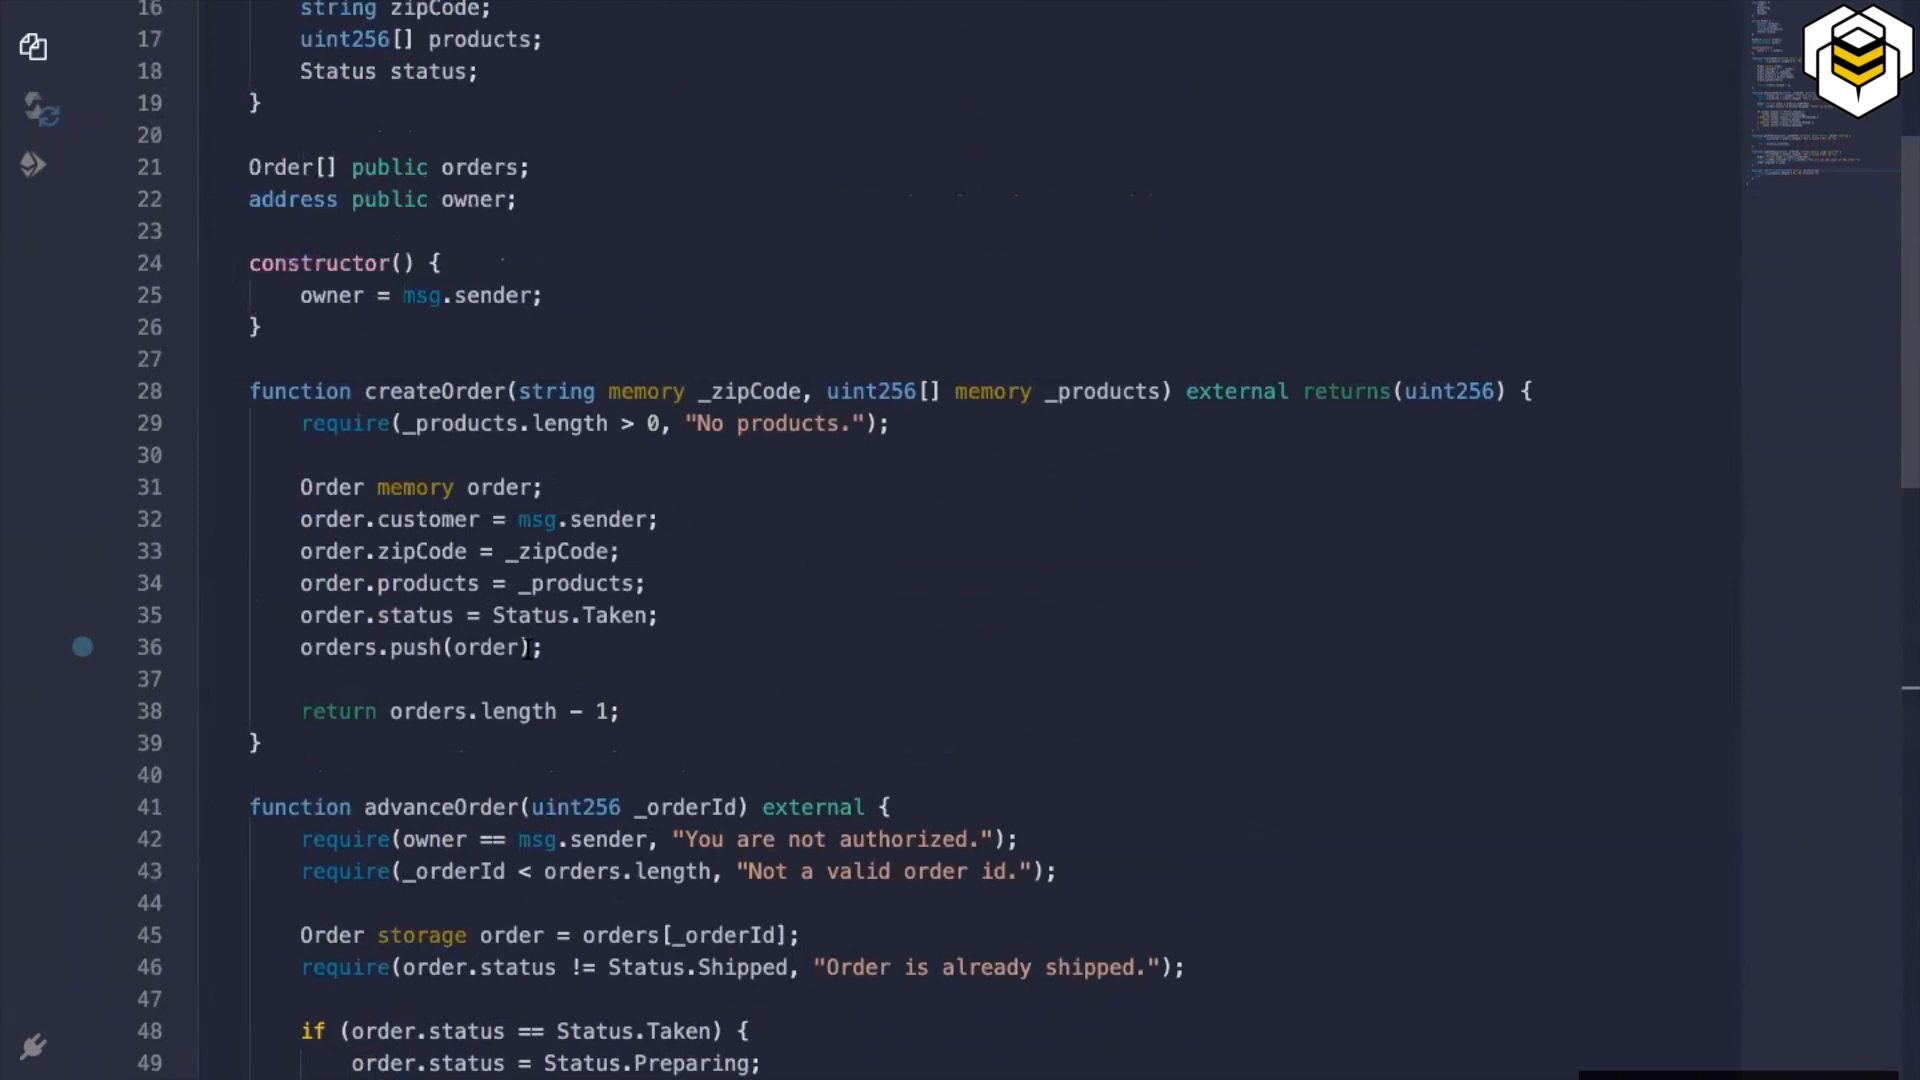 16 string zipCode;
17 uint256[] products;
18 Status status;
19 }
20
21 Order[] public orders;
22 address public owner;
23
24 constructor() {
25 owner = msg.sender;
26 }
27
28 function createOrder(string memory _zipCode, uint256[] memory _products) external returns(uint256) {
29 require(_products.length > 0, "No products.");
30
31 Order memory order;
32 order.customer = msg.sender;
33 order.zipCode = _zipCode;
34 order.products = _products;
35 order.status = Status.Taken;
36 orders.push(order);
37
38 return orders.length - 1;
39 }
40
41 function advanceOrder(uint256 _orderId) external {
42 require(owner == msg.sender, "You are not authorized.");
43 require(_orderId < orders.length, "Not a valid order id.");
44
45 Order storage order = orders[_orderId];
46 require(order.status != Status.Shipped, "Order is already shipped.");
47
48 if (order.status == Status.Taken) {
49 order.status = Status.Preparing;